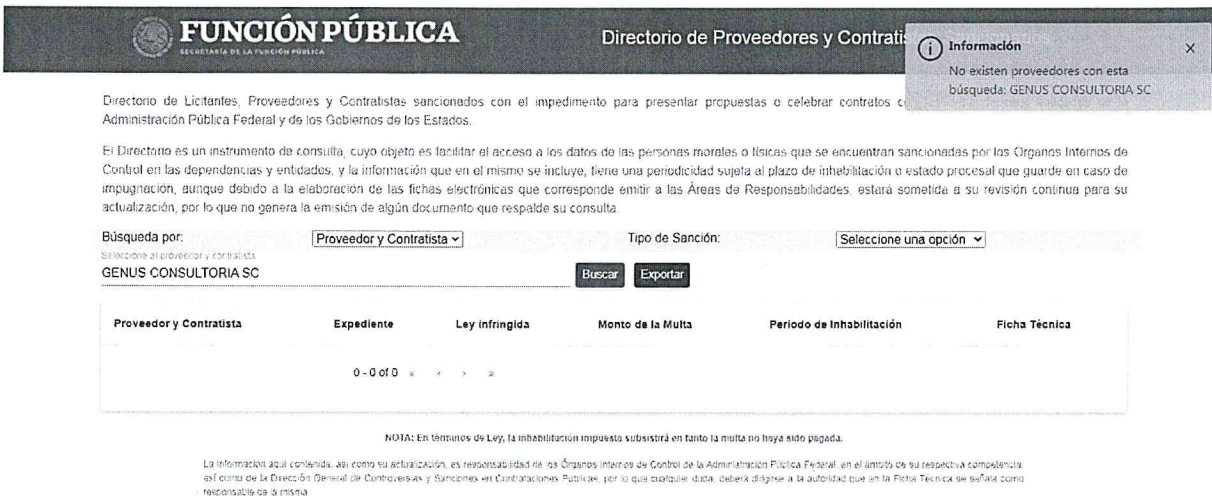 FUNCIÓN PÚBLICA
SECRETARÍA DE LA FUNCIÓN PÚBLICA
Directorio de Proveedores y Contratis
Información
×
No existen proveedores con esta
búsqueda: GENUS CONSULTORIA SC
Directorio de Licitantes, Proveedores y Contratistas sancionados con el impedimento para presentar propuestas o celebrar contratos
Administración Pública Federal y de los Gobiernos de los Estados.
El Directorio es un instrumento de consulta, cuyo objeto es facilitar el acceso a los datos de las personas morales o físicas que se encuentran sancionadas por los Organos Internos de
Control en las dependencias y entidades, y la información que en el mismo se incluye, tiene una periodicidad sujeta al plazo de inhabilitación o estado procesal que guarde en caso de
impugnación, aunque debido a la elaboración de las fichas electrónicas que corresponde emitir a las Áreas de Responsabilidades, estará sometida a su revisión continua para su
actualización, por lo que no genera la emisión de algún documento que respalde su consulta.
Búsqueda por: Proveedor y Contratista Tipo de Sanción: Seleccione una opción
Seleccione al proveedor y contratista
GENUS CONSULTORIA SC Buscar Exportar
Proveedor y Contratista Expediente Ley infringida Monto de la Multa Periodo de Inhabilitación Ficha Técnica
0 - 0 of 0 « ‹ › »
NOTA: En términos de Ley, la inhabilitación impuesta subsistirá en tanto la multa no haya sido pagada.
La información aquí contenida, así como su actualización, es responsabilidad de los Órganos Internos de Control de la Administración Pública Federal, en el ámbito de su respectiva competencia,
así como de la Dirección General de Controversias y Sanciones en Contrataciones Públicas, por lo que cualquier duda, deberá dirigirse a la autoridad que en la Ficha Técnica se señala como
responsable de la misma